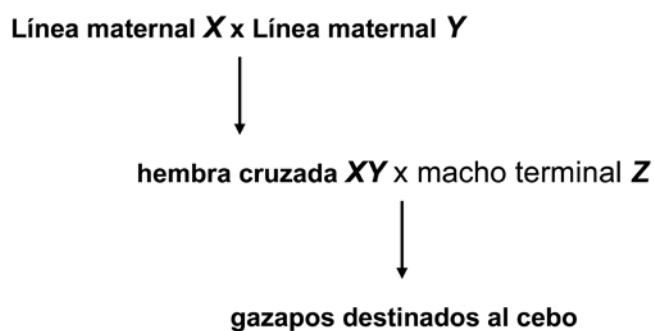 Línea maternal X x Línea maternal Y
hembra cruzada XY x macho terminal Z
gazapos destinados al cebo